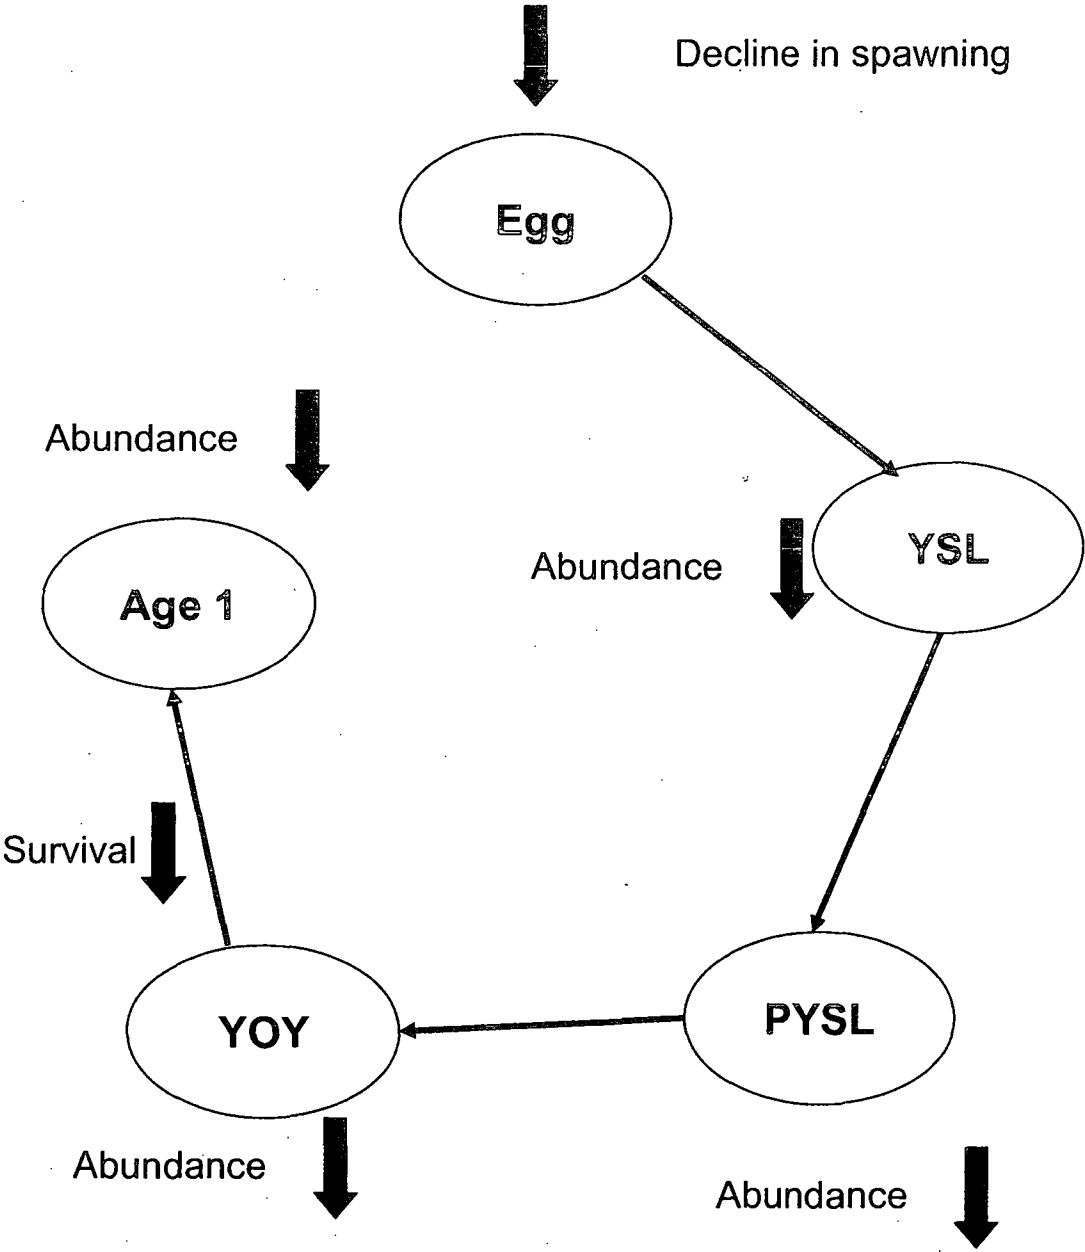 Decline in spawning
Egg
Abundance
YSL
Abundance
Age 1
Survival
PYSL
YOY
Abundance
Abundance